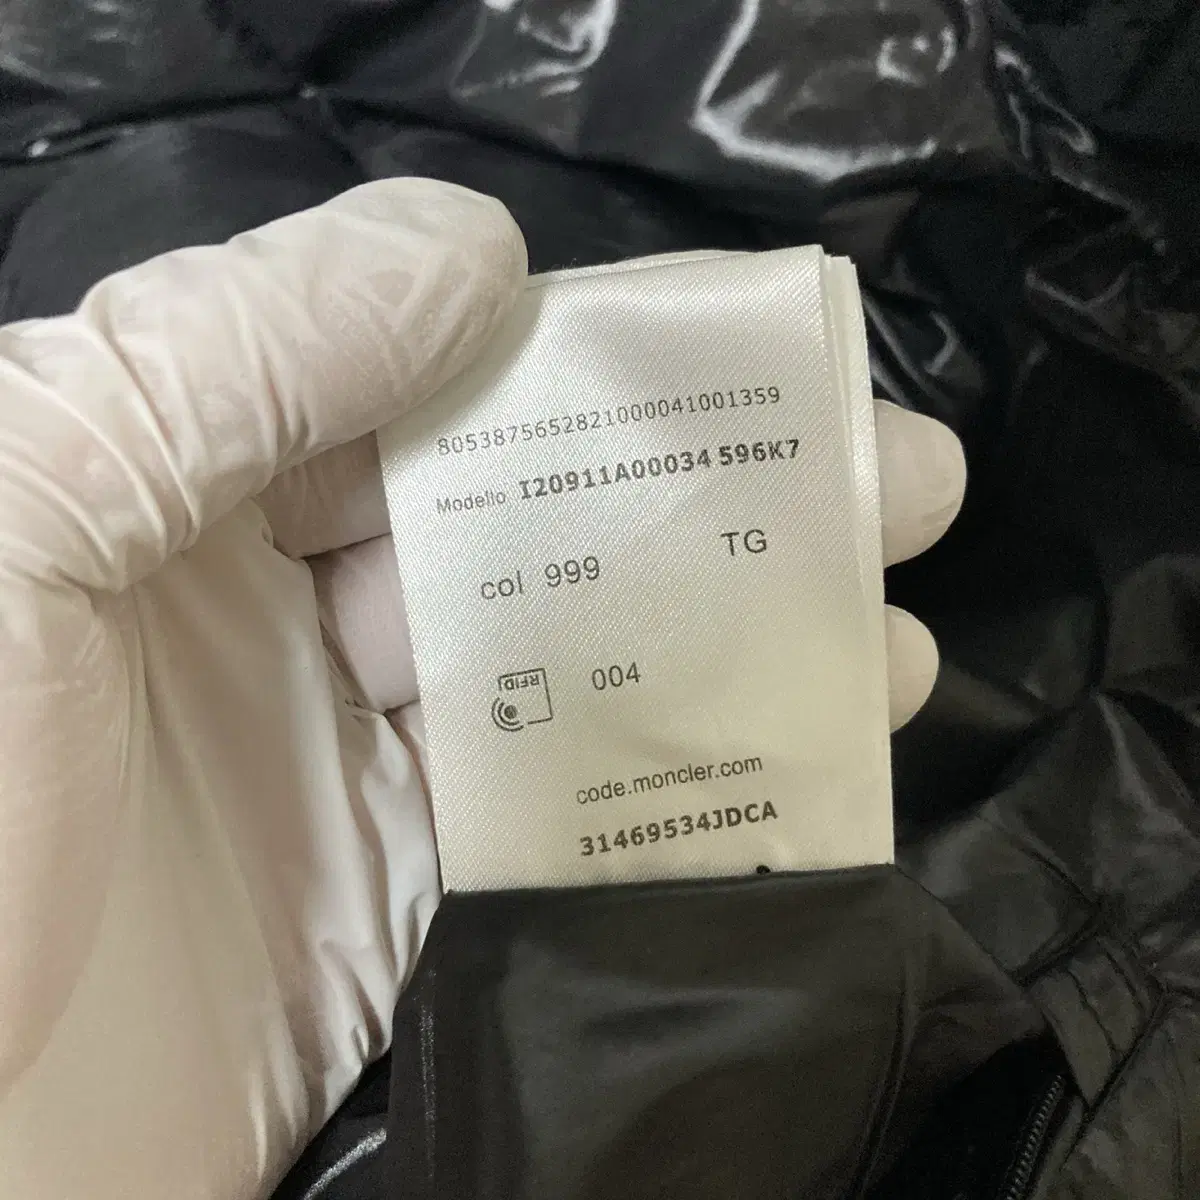 8053875652821000041001359
Modello I20911A00034 596K7
col 999 TG
RFID 004
code.moncler.com
31469534JDCA